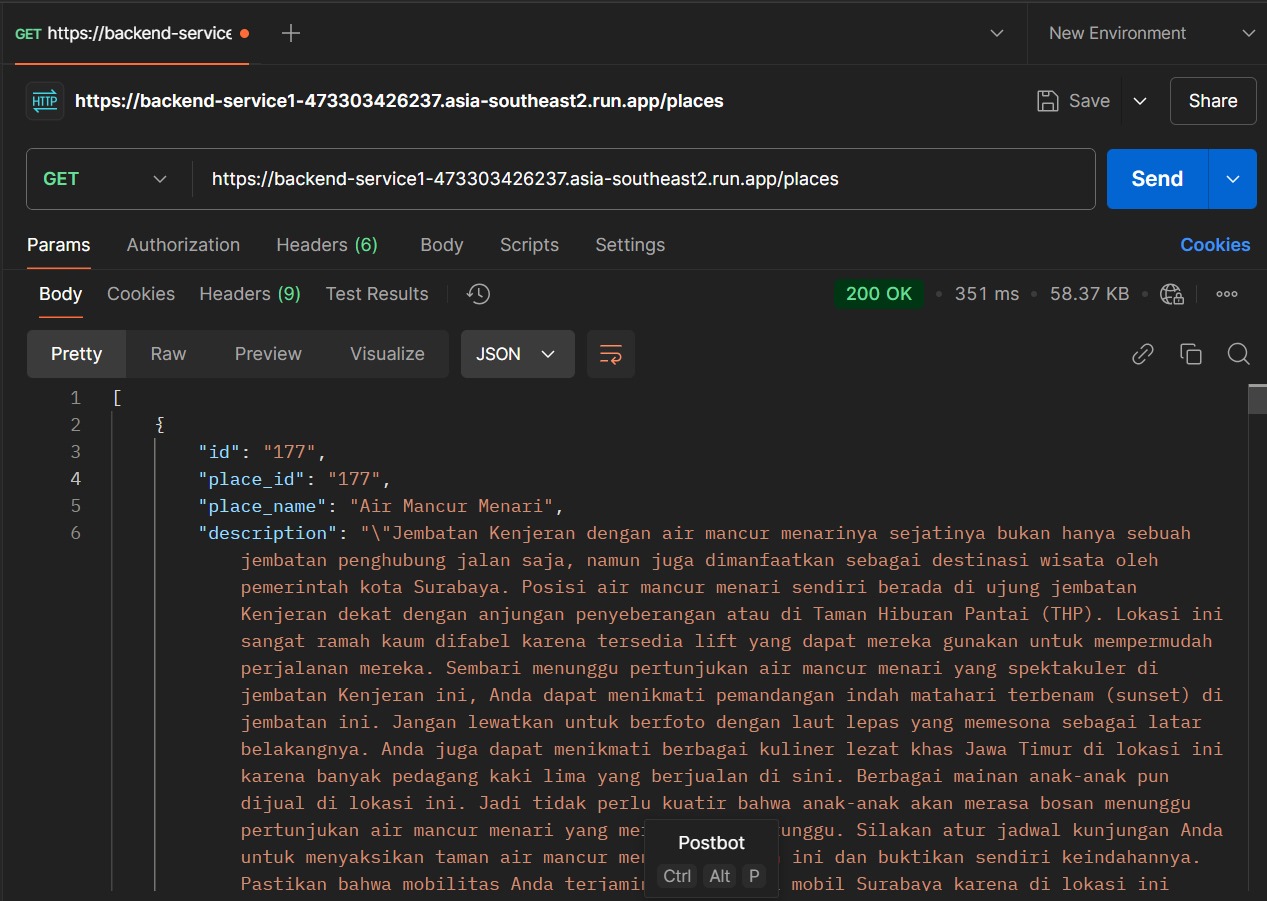 GET https://backend-service
New Environment
HTTP https://backend-service1-473303426237.asia-southeast2.run.app/places
Save
Share
GET
https://backend-service1-473303426237.asia-southeast2.run.app/places
Send
Params Authorization Headers (6) Body Scripts Settings Cookies
Body Cookies Headers (9) Test Results 200 OK • 351 ms • 58.37 KB •
Pretty Raw Preview Visualize JSON
1 [
2 {
3 "id": "177",
4 "place_id": "177",
5 "place_name": "Air Mancur Menari",
6 "description": "\"Jembatan Kenjeran dengan air mancur menarinya sejatinya bukan hanya sebuah
jembatan penghubung jalan saja, namun juga dimanfaatkan sebagai destinasi wisata oleh
pemerintah kota Surabaya. Posisi air mancur menari sendiri berada di ujung jembatan
Kenjeran dekat dengan anjungan penyeberangan atau di Taman Hiburan Pantai (THP). Lokasi ini
sangat ramah kaum difabel karena tersedia lift yang dapat mereka gunakan untuk mempermudah
perjalanan mereka. Sembari menunggu pertunjukan air mancur menari yang spektakuler di
jembatan Kenjeran ini, Anda dapat menikmati pemandangan indah matahari terbenam (sunset) di
jembatan ini. Jangan lewatkan untuk berfoto dengan laut lepas yang memesona sebagai latar
belakangnya. Anda juga dapat menikmati berbagai kuliner lezat khas Jawa Timur di lokasi ini
karena banyak pedagang kaki lima yang berjualan di sini. Berbagai mainan anak-anak pun
dijual di lokasi ini. Jadi tidak perlu kuatir bahwa anak-anak akan merasa bosan menunggu
pertunjukan air mancur menari yang unggu. Silakan atur jadwal kunjungan Anda
untuk menyaksikan taman air mancur ini dan buktikan sendiri keindahannya.
Pastikan bahwa mobilitas Anda mobil Surabaya karena di lokasi ini
Postbot
Ctrl Alt P